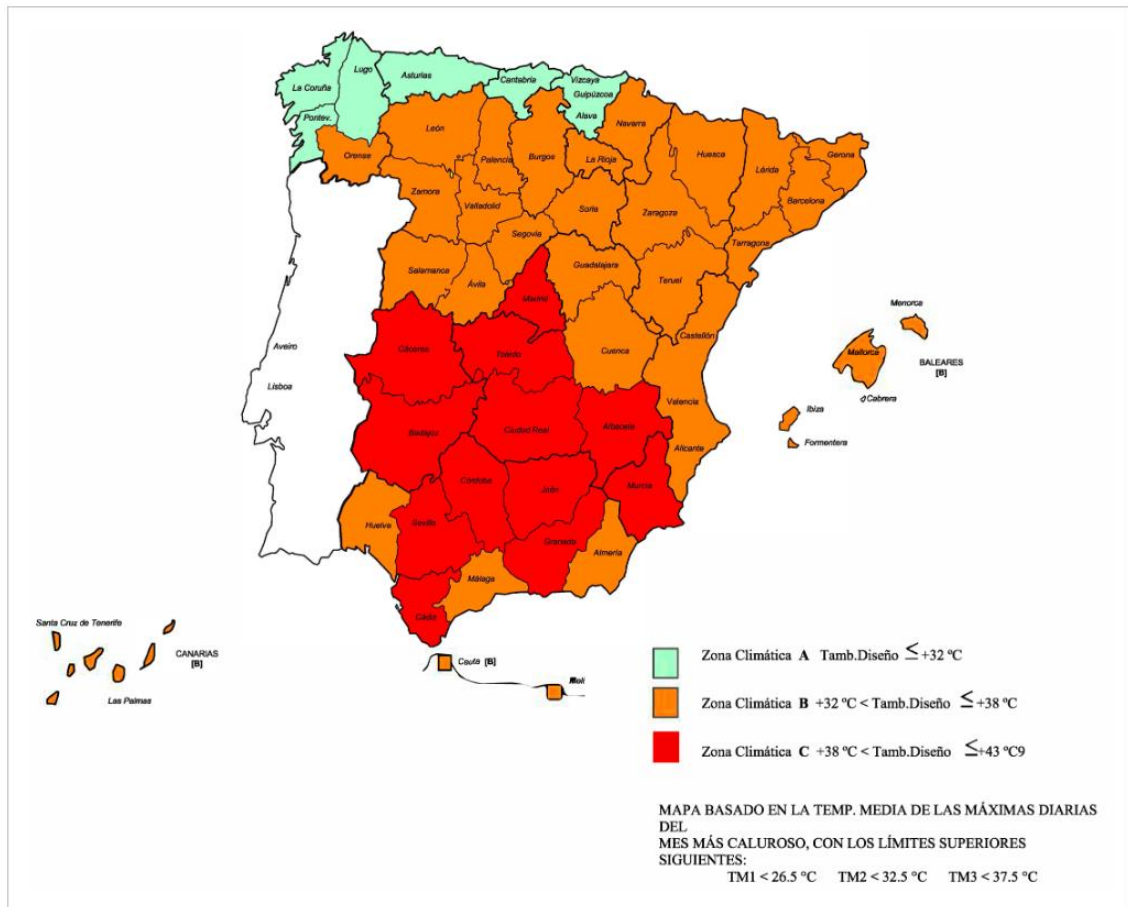 Lugo
La Coruña
Asturias
Cantabria
Vizcaya
Guipúzcoa
Alava
Pontev.
Orense
León
Palencia
Burgos
La Rioja
Navarra
Huesca
Lérida
Gerona
Barcelona
Zamora
Valladolid
Soria
Zaragoza
Tarragona
Segovia
Salamanca
Ávila
Guadalajara
Teruel
Madrid
Castellón
Menorca
Mallorca
BALEARES
[B]
Cabrera
Aveiro
Cáceres
Toledo
Cuenca
Lisboa
Valencia
Ibiza
Formentera
Badajoz
Ciudad Real
Albacete
Alicante
Córdoba
Jaén
Murcia
Huelva
Sevilla
Granada
Almería
Málaga
Cádiz
Santa Cruz de Tenerife
CANARIAS
[B]
Las Palmas
Ceuta [B]
Zona Climática A Tamb.Diseño ≤+32 ºC
Zona Climática B +32 ºC < Tamb.Diseño ≤+38 ºC
Zona Climática C +38 ºC < Tamb.Diseño ≤+43 ºC9
MAPA BASADO EN LA TEMP. MEDIA DE LAS MÁXIMAS DIARIAS
DEL
MES MÁS CALUROSO, CON LOS LÍMITES SUPERIORES
SIGUIENTES:
TM1 < 26.5 °C TM2 < 32.5 °C TM3 < 37.5 °C